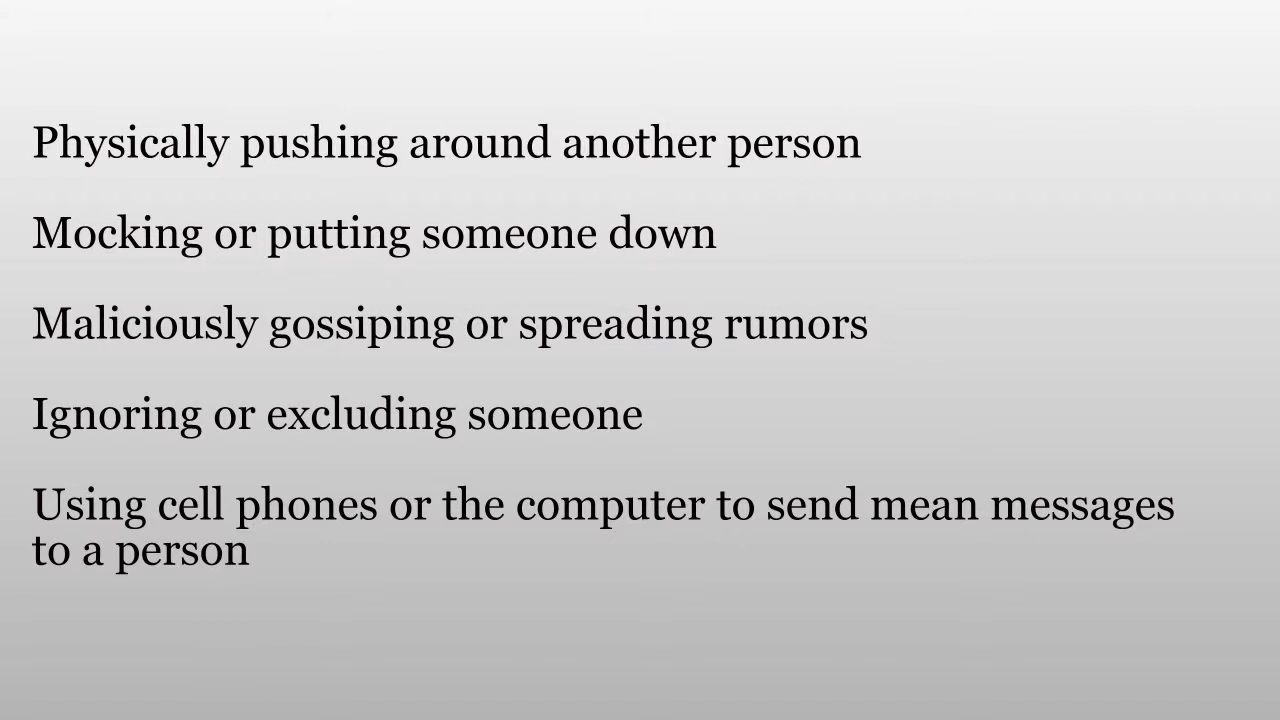 Physically pushing around another person
Mocking or putting someone down
Maliciously gossiping or spreading rumors
Ignoring or excluding someone
Using cell phones or the computer to send mean messages
to a person